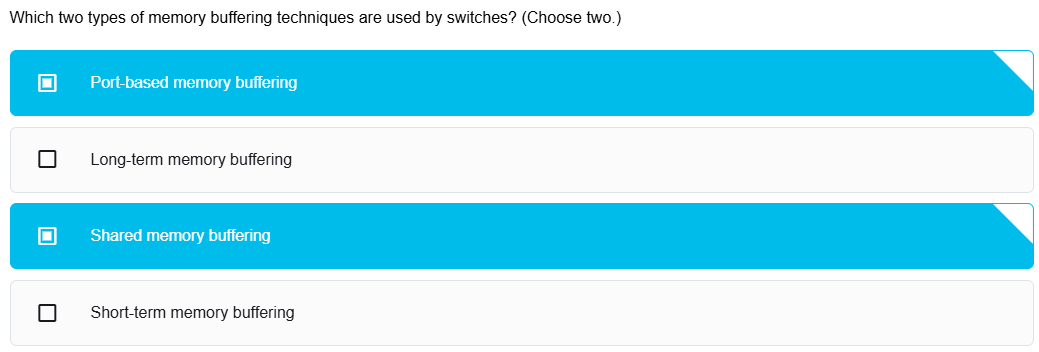 Which two types of memory buffering techniques are used by switches? (Choose two.)
Port-based memory buffering
Long-term memory buffering
Shared memory buffering
Short-term memory buffering